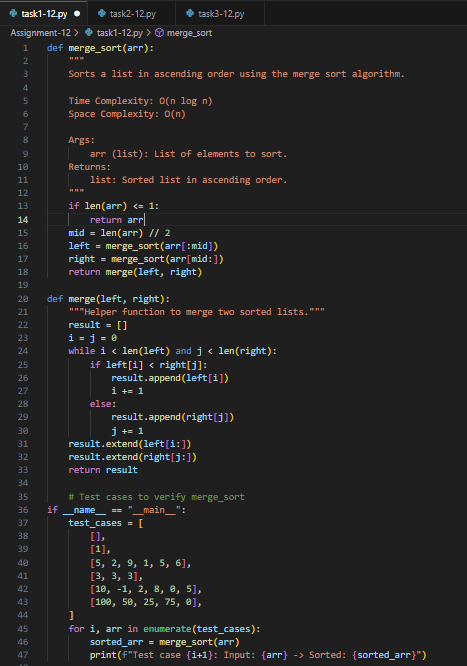 task1-12.py ● task2-12.py task3-12.py
Assignment-12 > task1-12.py > merge_sort
1 def merge_sort(arr):
2     """
3     Sorts a list in ascending order using the merge sort algorithm.
4
5     Time Complexity: O(n log n)
6     Space Complexity: O(n)
7
8     Args:
9         arr (list): List of elements to sort.
10     Returns:
11         list: Sorted list in ascending order.
12     """
13     if len(arr) <= 1:
14         return arr
15     mid = len(arr) // 2
16     left = merge_sort(arr[:mid])
17     right = merge_sort(arr[mid:])
18     return merge(left, right)
19
20 def merge(left, right):
21     """Helper function to merge two sorted lists."""
22     result = []
23     i = j = 0
24     while i < len(left) and j < len(right):
25         if left[i] < right[j]:
26             result.append(left[i])
27             i += 1
28         else:
29             result.append(right[j])
30             j += 1
31     result.extend(left[i:])
32     result.extend(right[j:])
33     return result
34
35     # Test cases to verify merge_sort
36 if __name__ == "__main__":
37     test_cases = [
38         [],
39         [1],
40         [5, 2, 9, 1, 5, 6],
41         [3, 3, 3],
42         [10, -1, 2, 8, 0, 5],
43         [100, 50, 25, 75, 0],
44     ]
45     for i, arr in enumerate(test_cases):
46         sorted_arr = merge_sort(arr)
47         print(f"Test case {i+1}: Input: {arr} -> Sorted: {sorted_arr}")